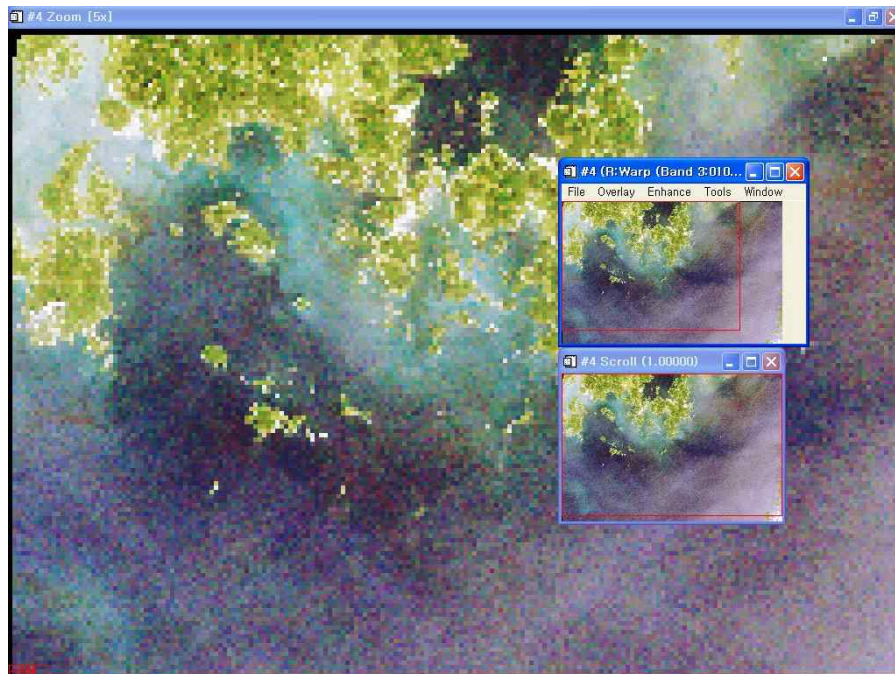 #4 Zoom [5x]
#4 (R:Warp (Band 3:010...
File Overlay Enhance Tools Window
#4 Scroll (1.00000)